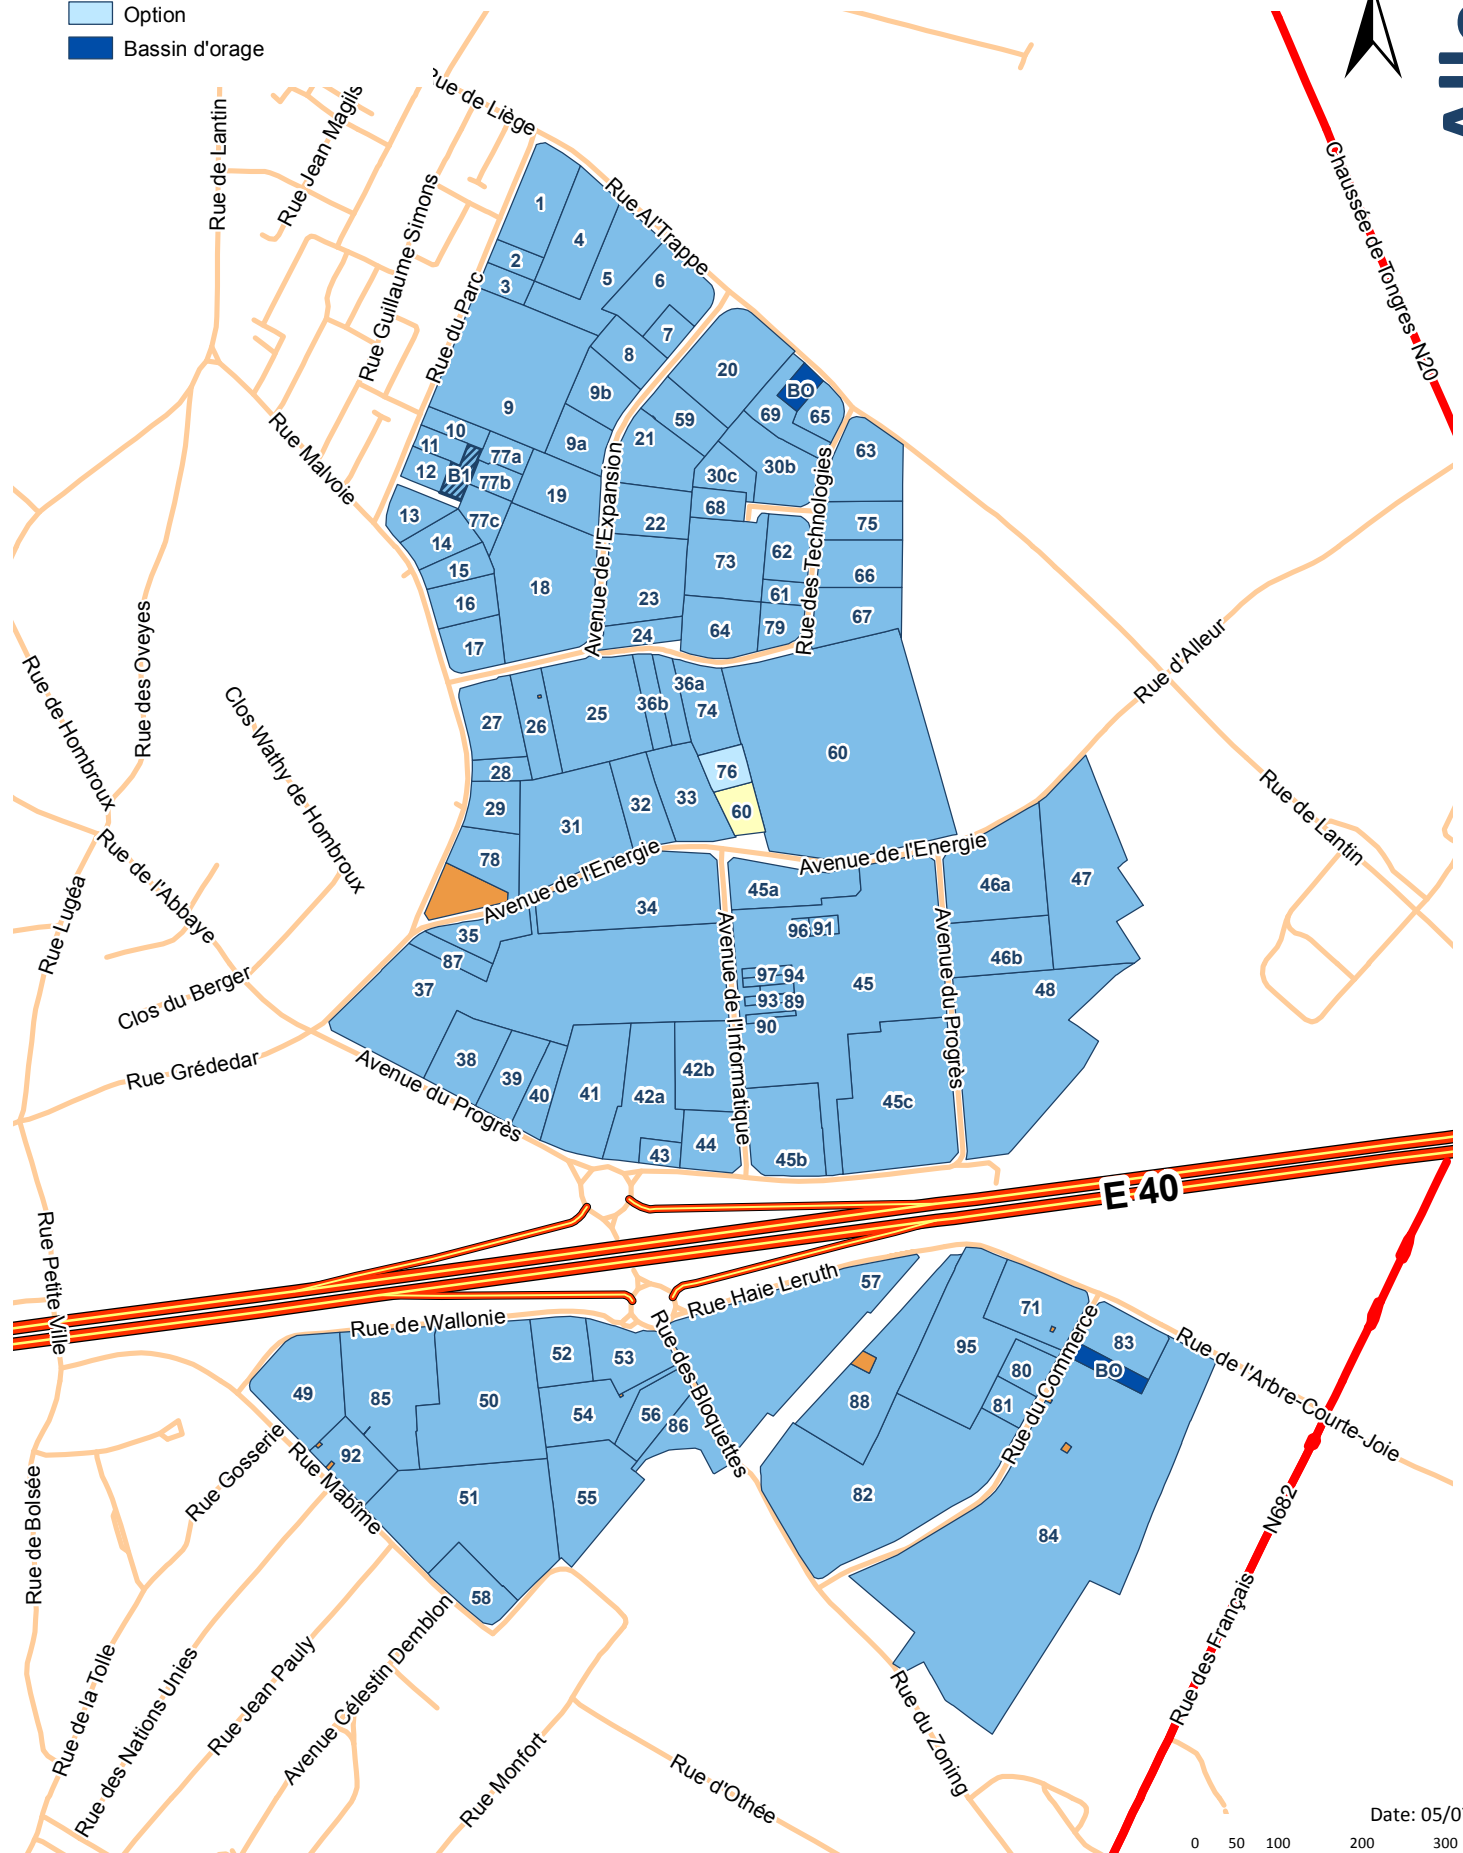 Option
Bassin d'orage
Rue de Liège
Rue de Lantin
Rue Jean Magils
Rue Guillaume Simons
Rue Al'Trappe
Chaussée de Tongres N20
Rue du Parc
Rue Malvoie
1
4
2
3
5
6
7
8
20
BO
9b
69
65
9
59
10
21
9a
63
11
77a
12
B1
77b
30c
30b
19
68
13
77c
22
75
14
62
73
15
66
18
61
16
23
67
64
79
24
17
Avenue de l'Expansion
Rue des Technologies
Rue d'Alleur
Rue des Oveyes
Rue de Hombroux
Clos Wathy de Hombroux
36a
36b
74
27
26
25
60
28
76
29
32
33
60
31
78
Rue de Lantin
Avenue de l'Energie
Avenue de l'Energie
Rue de l'Abbaye
Rue Lugéa
46a
47
45a
34
96
91
35
87
46b
97
94
45
48
37
93
89
90
38
42b
39
40
41
42a
45c
44
43
45b
Avenue de l'Informatique
Avenue du Progrès
Clos du Berger
Rue Grédedar
Avenue du Progrès
E 40
Rue Petite Ville
Rue Haie Leruth
57
Rue de Wallonie
Rue des Bloquettes
71
83
95
52
53
80
BO
49
85
50
88
81
54
56
86
92
Rue du Commerce
Rue de l'Arbre-Courte-Joie
Rue Gosserie
Rue Mabîme
51
55
82
84
58
Rue de Bolsée
N682
Rue des Français
Rue de la Tolle
Rue des Nations Unies
Rue Jean Pauly
Avenue Célestin Demblon
Rue Monfort
Rue d'Othée
Rue du Zoning
Date: 05/0
0 50 100 200 300